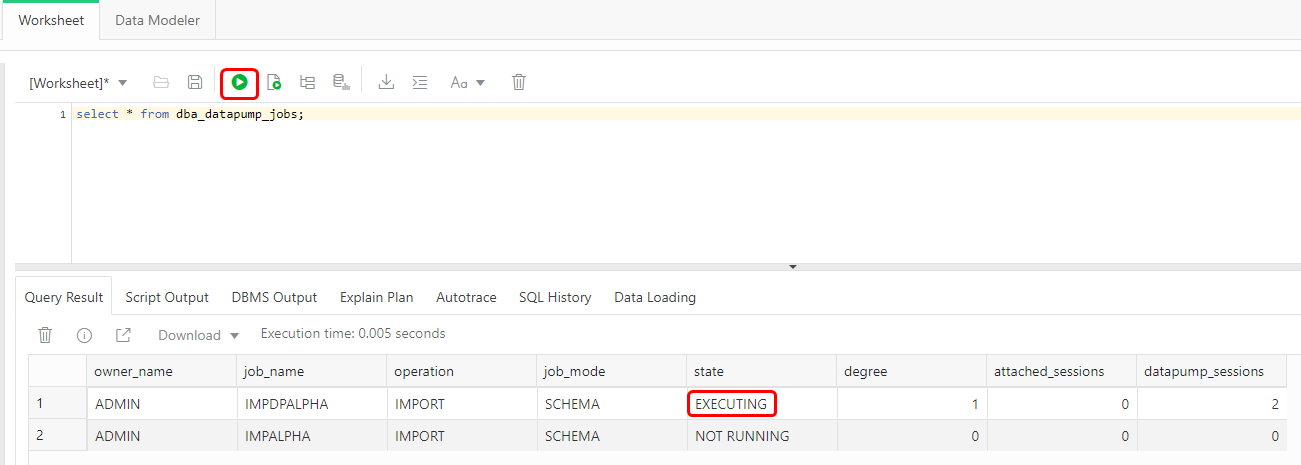 Worksheet Data Modeler
[Worksheet]* Aa
1 select * from dba_datapump_jobs;
Query Result Script Output DBMS Output Explain Plan Autotrace SQL History Data Loading
Download Execution time: 0.005 seconds
owner_name job_name operation job_mode state degree attached_sessions datapump_sessions
1 ADMIN IMPDPALPHA IMPORT SCHEMA EXECUTING 1 0 2
2 ADMIN IMPALPHA IMPORT SCHEMA NOT RUNNING 0 0 0